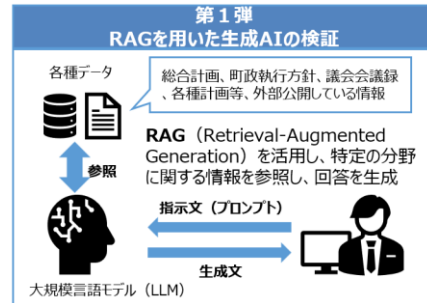 第１弾
RAGを用いた生成AIの検証
各種データ
総合計画、町政執行方針、議会会議録
、各種計画等、外部公開している情報
RAG（Retrieval-Augmented
Generation）を活用し、特定の分野
に関する情報を参照し、回答を生成
参照
指示文（プロンプト）
生成文
大規模言語モデル（LLM）